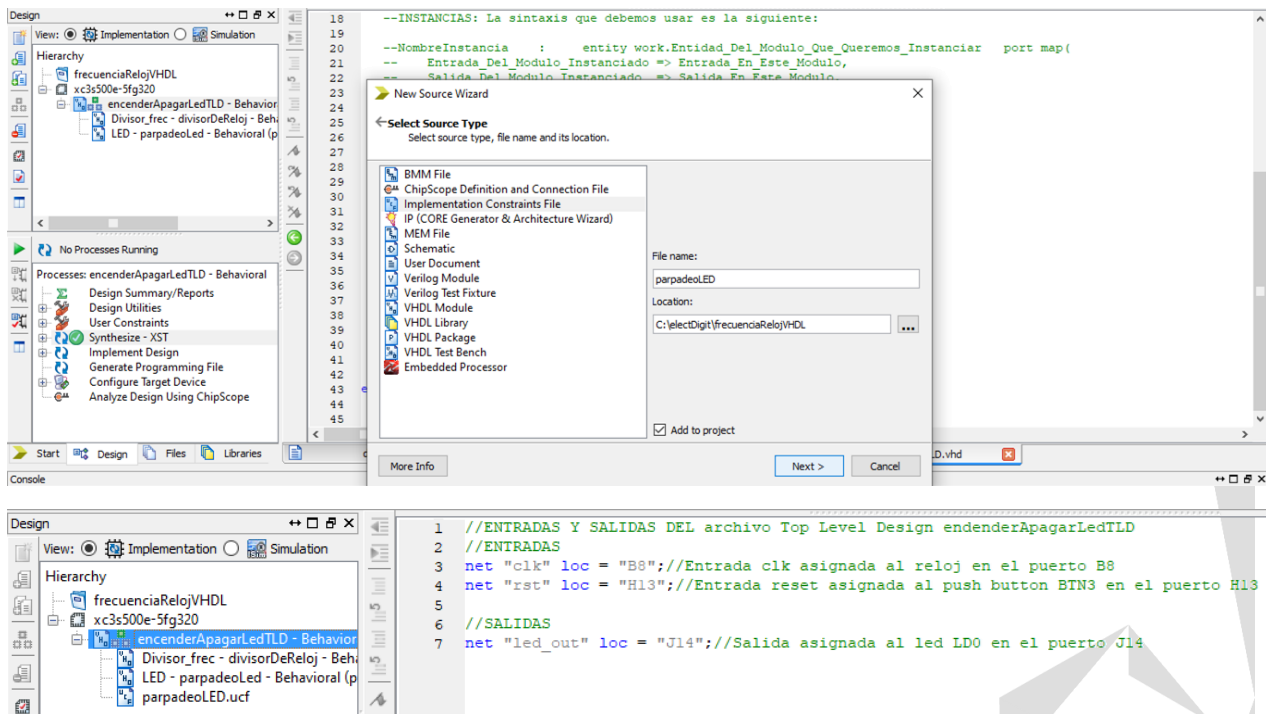 Design
View: Implementation Simulation
Hierarchy
frecuenciaRelojVHDL
xc3s500e-5fg320
encenderApagarLedTLD - Behavior
Divisor_frec - divisorDeReloj - Beha
LED - parpadeoLed - Behavioral (p
No Processes Running
Processes: encenderApagarLedTLD - Behavioral
Design Summary/Reports
Design Utilities
User Constraints
Synthesize - XST
Implement Design
Generate Programming File
Configure Target Device
Analyze Design Using ChipScope
Start Design Files Libraries
Console
18 --INSTANCIAS: La sintaxis que debemos usar es la siguiente:
19
20 --NombreInstancia : entity work.Entidad_Del_Modulo_Que_Queremos_Instanciar port map(
21 -- Entrada_Del_Modulo_Instanciado => Entrada_En_Este_Modulo,
22 -- Salida_Del_Modulo_Instanciado => Salida_En_Este_Modulo,
23
24
25
26
27
28
29
30
31
32
33
34
35
36
37
38
39
40
41
42
43 e
44
45
New Source Wizard
Select Source Type
Select source type, file name and its location.
BMM File
ChipScope Definition and Connection File
Implementation Constraints File
IP (CORE Generator & Architecture Wizard)
MEM File
Schematic
User Document
Verilog Module
Verilog Test Fixture
VHDL Module
VHDL Library
VHDL Package
VHDL Test Bench
Embedded Processor
File name:
parpadeoLED
Location:
C:\electDigit\frecuenciaRelojVHDL
...
Add to project
More Info
Next >
Cancel
.D.vhd
Design
View: Implementation Simulation
Hierarchy
frecuenciaRelojVHDL
xc3s500e-5fg320
encenderApagarLedTLD - Behavior
Divisor_frec - divisorDeReloj - Beha
LED - parpadeoLed - Behavioral (p
parpadeoLED.ucf
1 //ENTRADAS Y SALIDAS DEL archivo Top Level Design endenderApagarLedTLD
2 //ENTRADAS
3 net "clk" loc = "B8";//Entrada clk asignada al reloj en el puerto B8
4 net "rst" loc = "H13";//Entrada reset asignada al push button BTN3 en el puerto H13
5
6 //SALIDAS
7 net "led_out" loc = "J14";//Salida asignada al led LD0 en el puerto J14